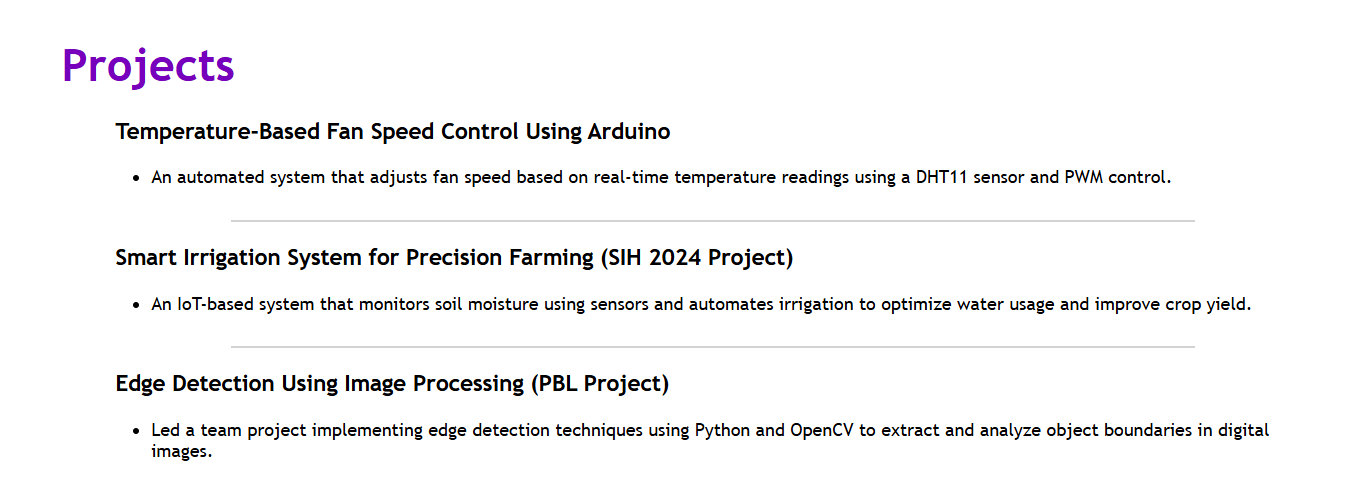 Projects
Temperature-Based Fan Speed Control Using Arduino
• An automated system that adjusts fan speed based on real-time temperature readings using a DHT11 sensor and PWM control.
Smart Irrigation System for Precision Farming (SIH 2024 Project)
• An IoT-based system that monitors soil moisture using sensors and automates irrigation to optimize water usage and improve crop yield.
Edge Detection Using Image Processing (PBL Project)
• Led a team project implementing edge detection techniques using Python and OpenCV to extract and analyze object boundaries in digital
images.